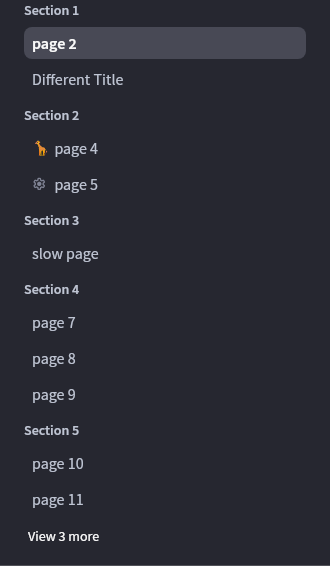 Section 1
page 2
Different Title
Section 2
page 4
page 5
Section 3
slow page
Section 4
page 7
page 8
page 9
Section 5
page 10
page 11
View 3 more